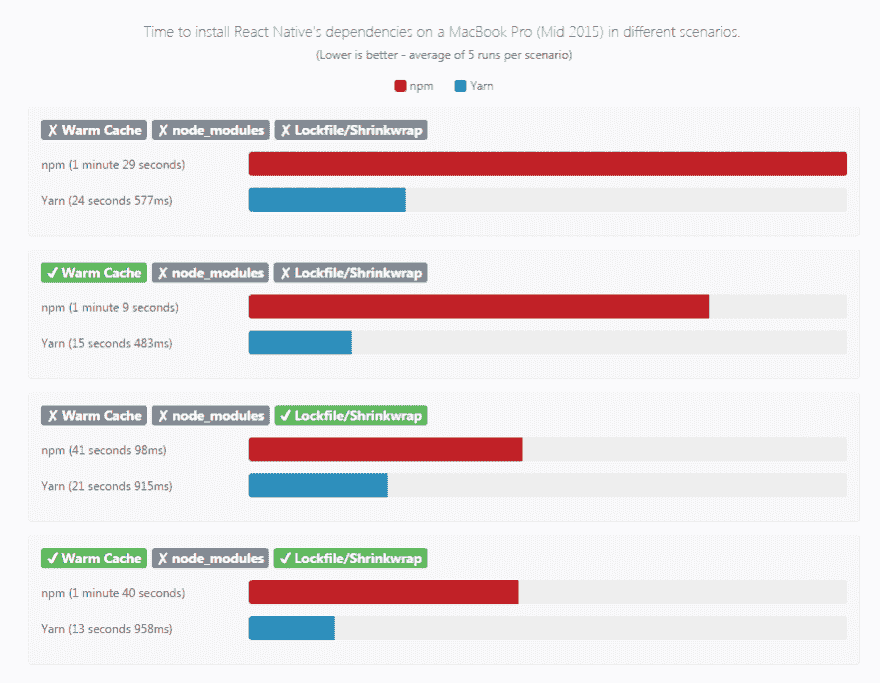 Time to install React Native's dependencies on a MacBook Pro (Mid 2015) in different scenarios.
(Lower is better - average of 5 runs per scenario)
npm Yarn
✗ Warm Cache ✗ node_modules ✗ Lockfile/Shrinkwrap
npm (1 minute 29 seconds)
Yarn (24 seconds 577ms)
✓ Warm Cache ✗ node_modules ✗ Lockfile/Shrinkwrap
npm (1 minute 9 seconds)
Yarn (15 seconds 483ms)
✗ Warm Cache ✗ node_modules ✓ Lockfile/Shrinkwrap
npm (41 seconds 98ms)
Yarn (21 seconds 915ms)
✓ Warm Cache ✗ node_modules ✓ Lockfile/Shrinkwrap
npm (1 minute 40 seconds)
Yarn (13 seconds 958ms)